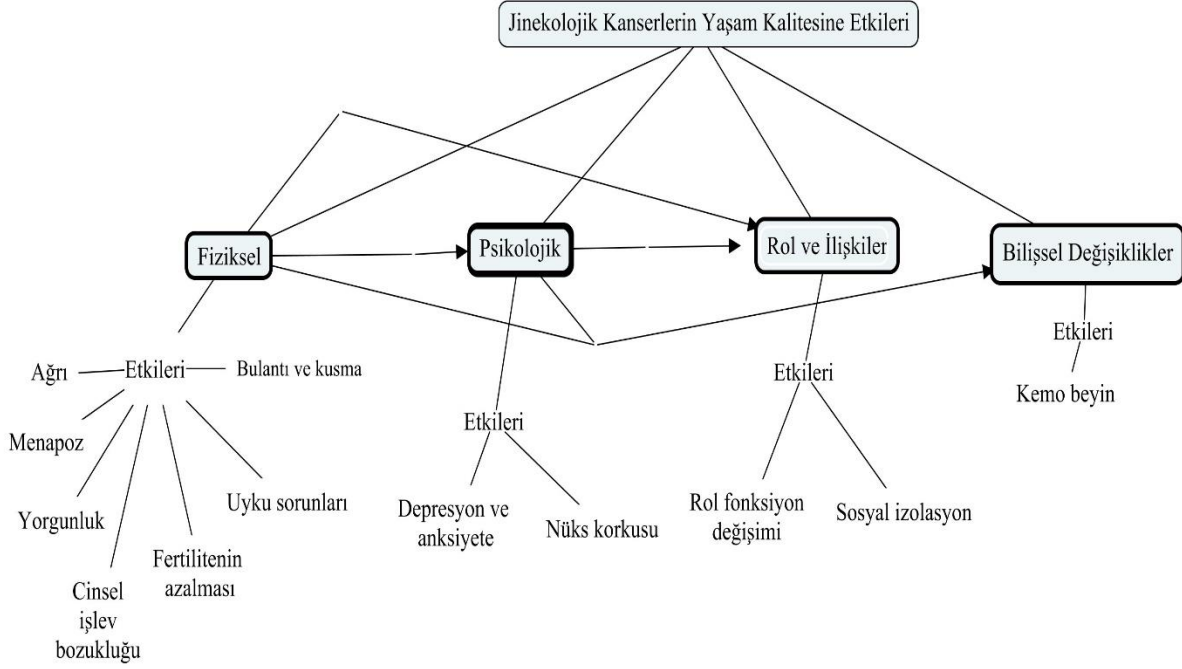 Jinekolojik Kanserlerin Yaşam Kalitesine Etkileri
Fiziksel
Psikolojik
Rol ve İlişkiler
Bilişsel Değişiklikler
Etkileri
Ağrı
Bulantı ve kusma
Menapoz
Yorgunluk
Cinsel
işlev
bozukluğu
Fertilitenin
azalması
Uyku sorunları
Etkileri
Depresyon ve
anksiyete
Nüks korkusu
Etkileri
Rol fonksiyon
değişimi
Sosyal izolasyon
Etkileri
Kemo beyin